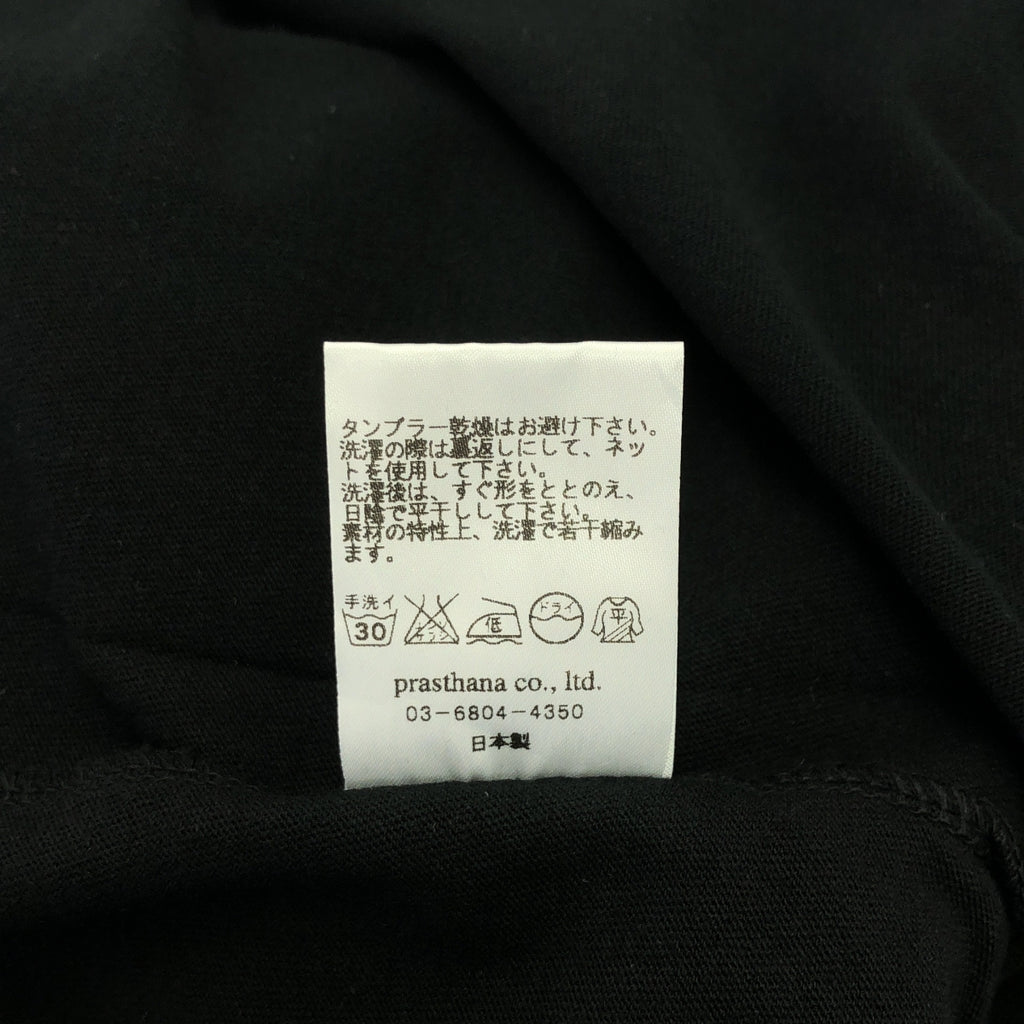 タンブラー乾燥はお避け下さい。
洗濯の際は裏返しにして、ネッ
トを使用して下さい。
洗濯後は、すぐ形をととのえ、
日陰で平干しして下さい。
素材の特性上、洗濯で若干縮み
ます。
手洗イ 30 エンソ 低 ドライ 平
prasthana co., ltd.
03-6804-4350
日本製